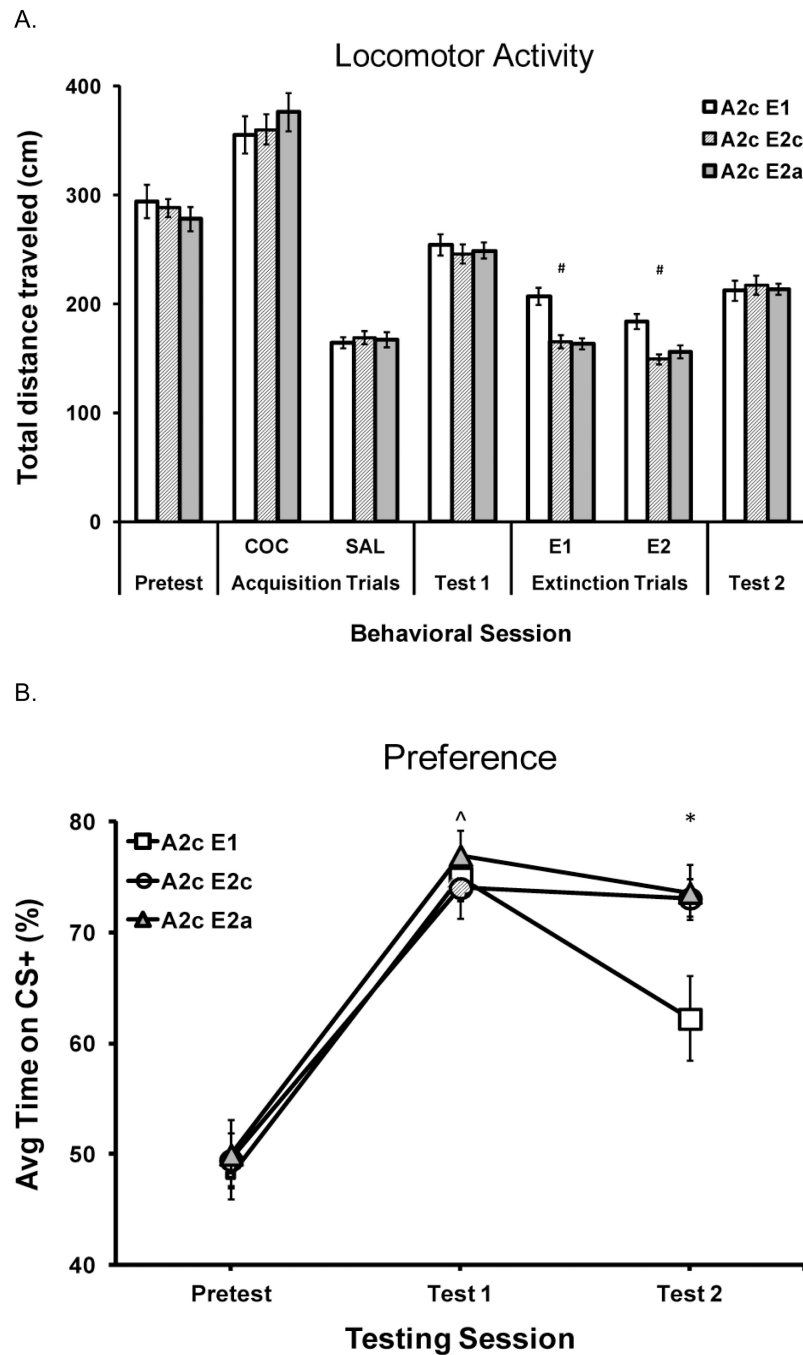 A.
Locomotor Activity
400
300
200
100
0
Total distance traveled (cm)
A2c E1
A2c E2c
A2c E2a
# #
COC SAL E1 E2
Pretest Acquisition Trials Test 1 Extinction Trials Test 2
Behavioral Session
B.
Preference
80
70
60
50
40
Avg Time on CS+ (%)
A2c E1
A2c E2c
A2c E2a
^ *
Pretest Test 1 Test 2
Testing Session